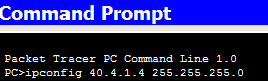 Command Prompt
Packet Tracer PC Command Line 1.0
PC>ipconfig 40.4.1.4 255.255.255.0